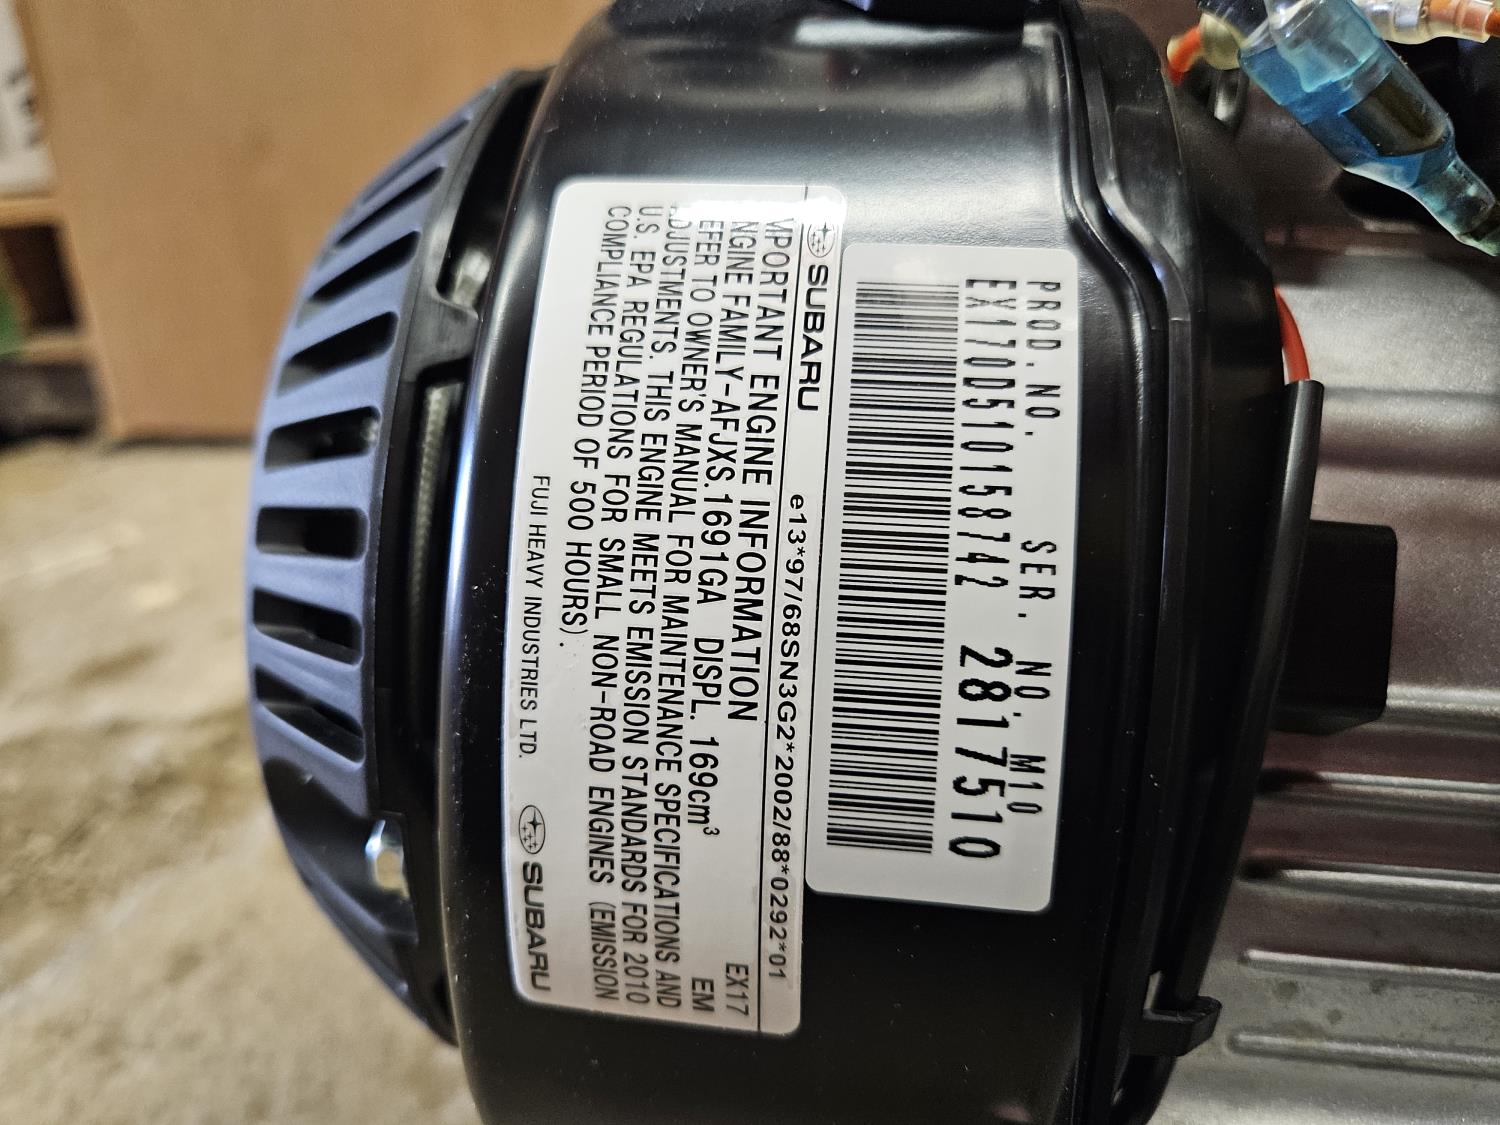 PROD. NO. SER. NO. M10
EX170D510158742 2817510
SUBARU e13*97/68SN3G2*2002/88*0292*01
IMPORTANT ENGINE INFORMATION EX17
ENGINE FAMILY-AFJXS.1691GA DISPL. 169cm³ EM
REFER TO OWNER'S MANUAL FOR MAINTENANCE SPECIFICATIONS AND
ADJUSTMENTS. THIS ENGINE MEETS EMISSION STANDARDS FOR 2010
U.S. EPA REGULATIONS FOR SMALL NON-ROAD ENGINES (EMISSION
COMPLIANCE PERIOD OF 500 HOURS).
FUJI HEAVY INDUSTRIES LTD. SUBARU